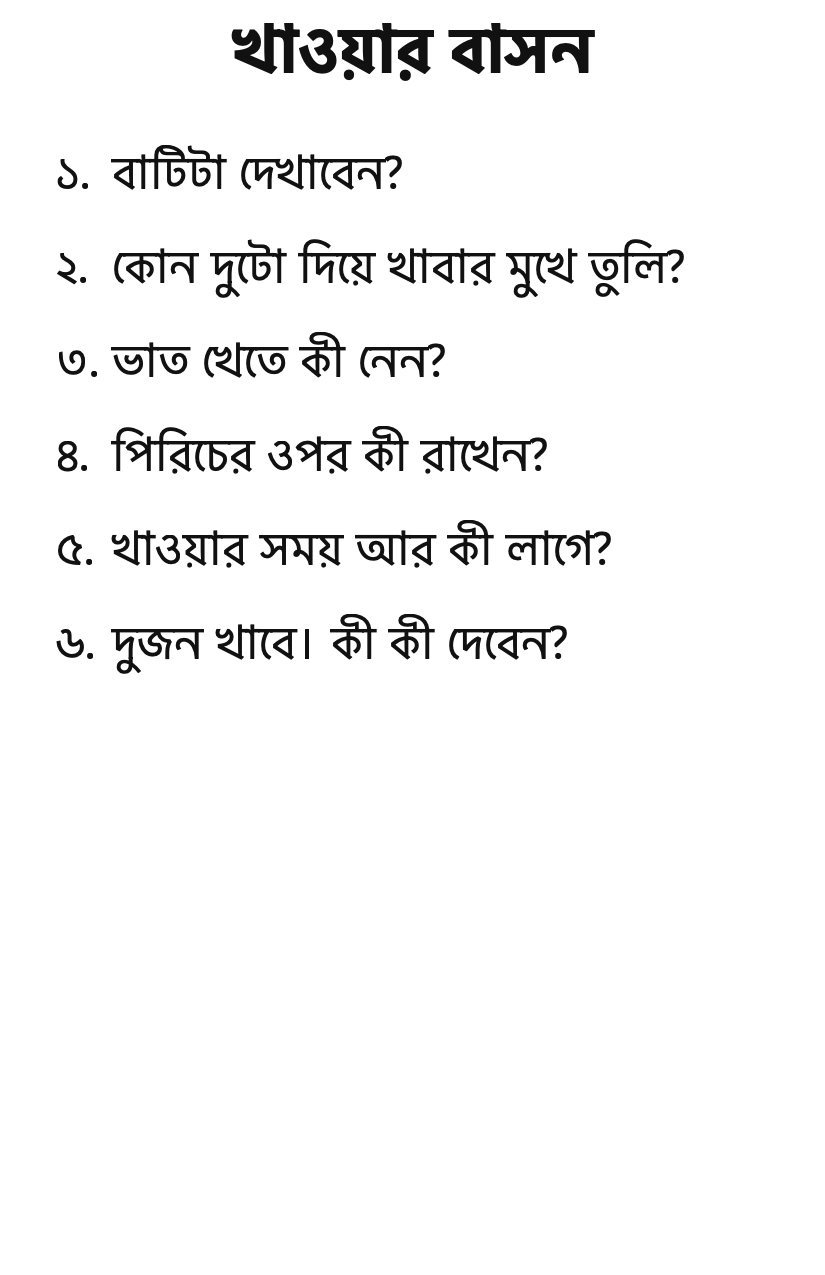 খাওয়ার বাসন
১. বাটিটা দেখাবেন?
২. কোন দুটো দিয়ে খাবার মুখে তুলি?
৩. ভাত খেতে কী নেন?
৪. পিরিচের ওপর কী রাখেন?
৫. খাওয়ার সময় আর কী লাগে?
৬. দুজন খাবে। কী কী দেবেন?